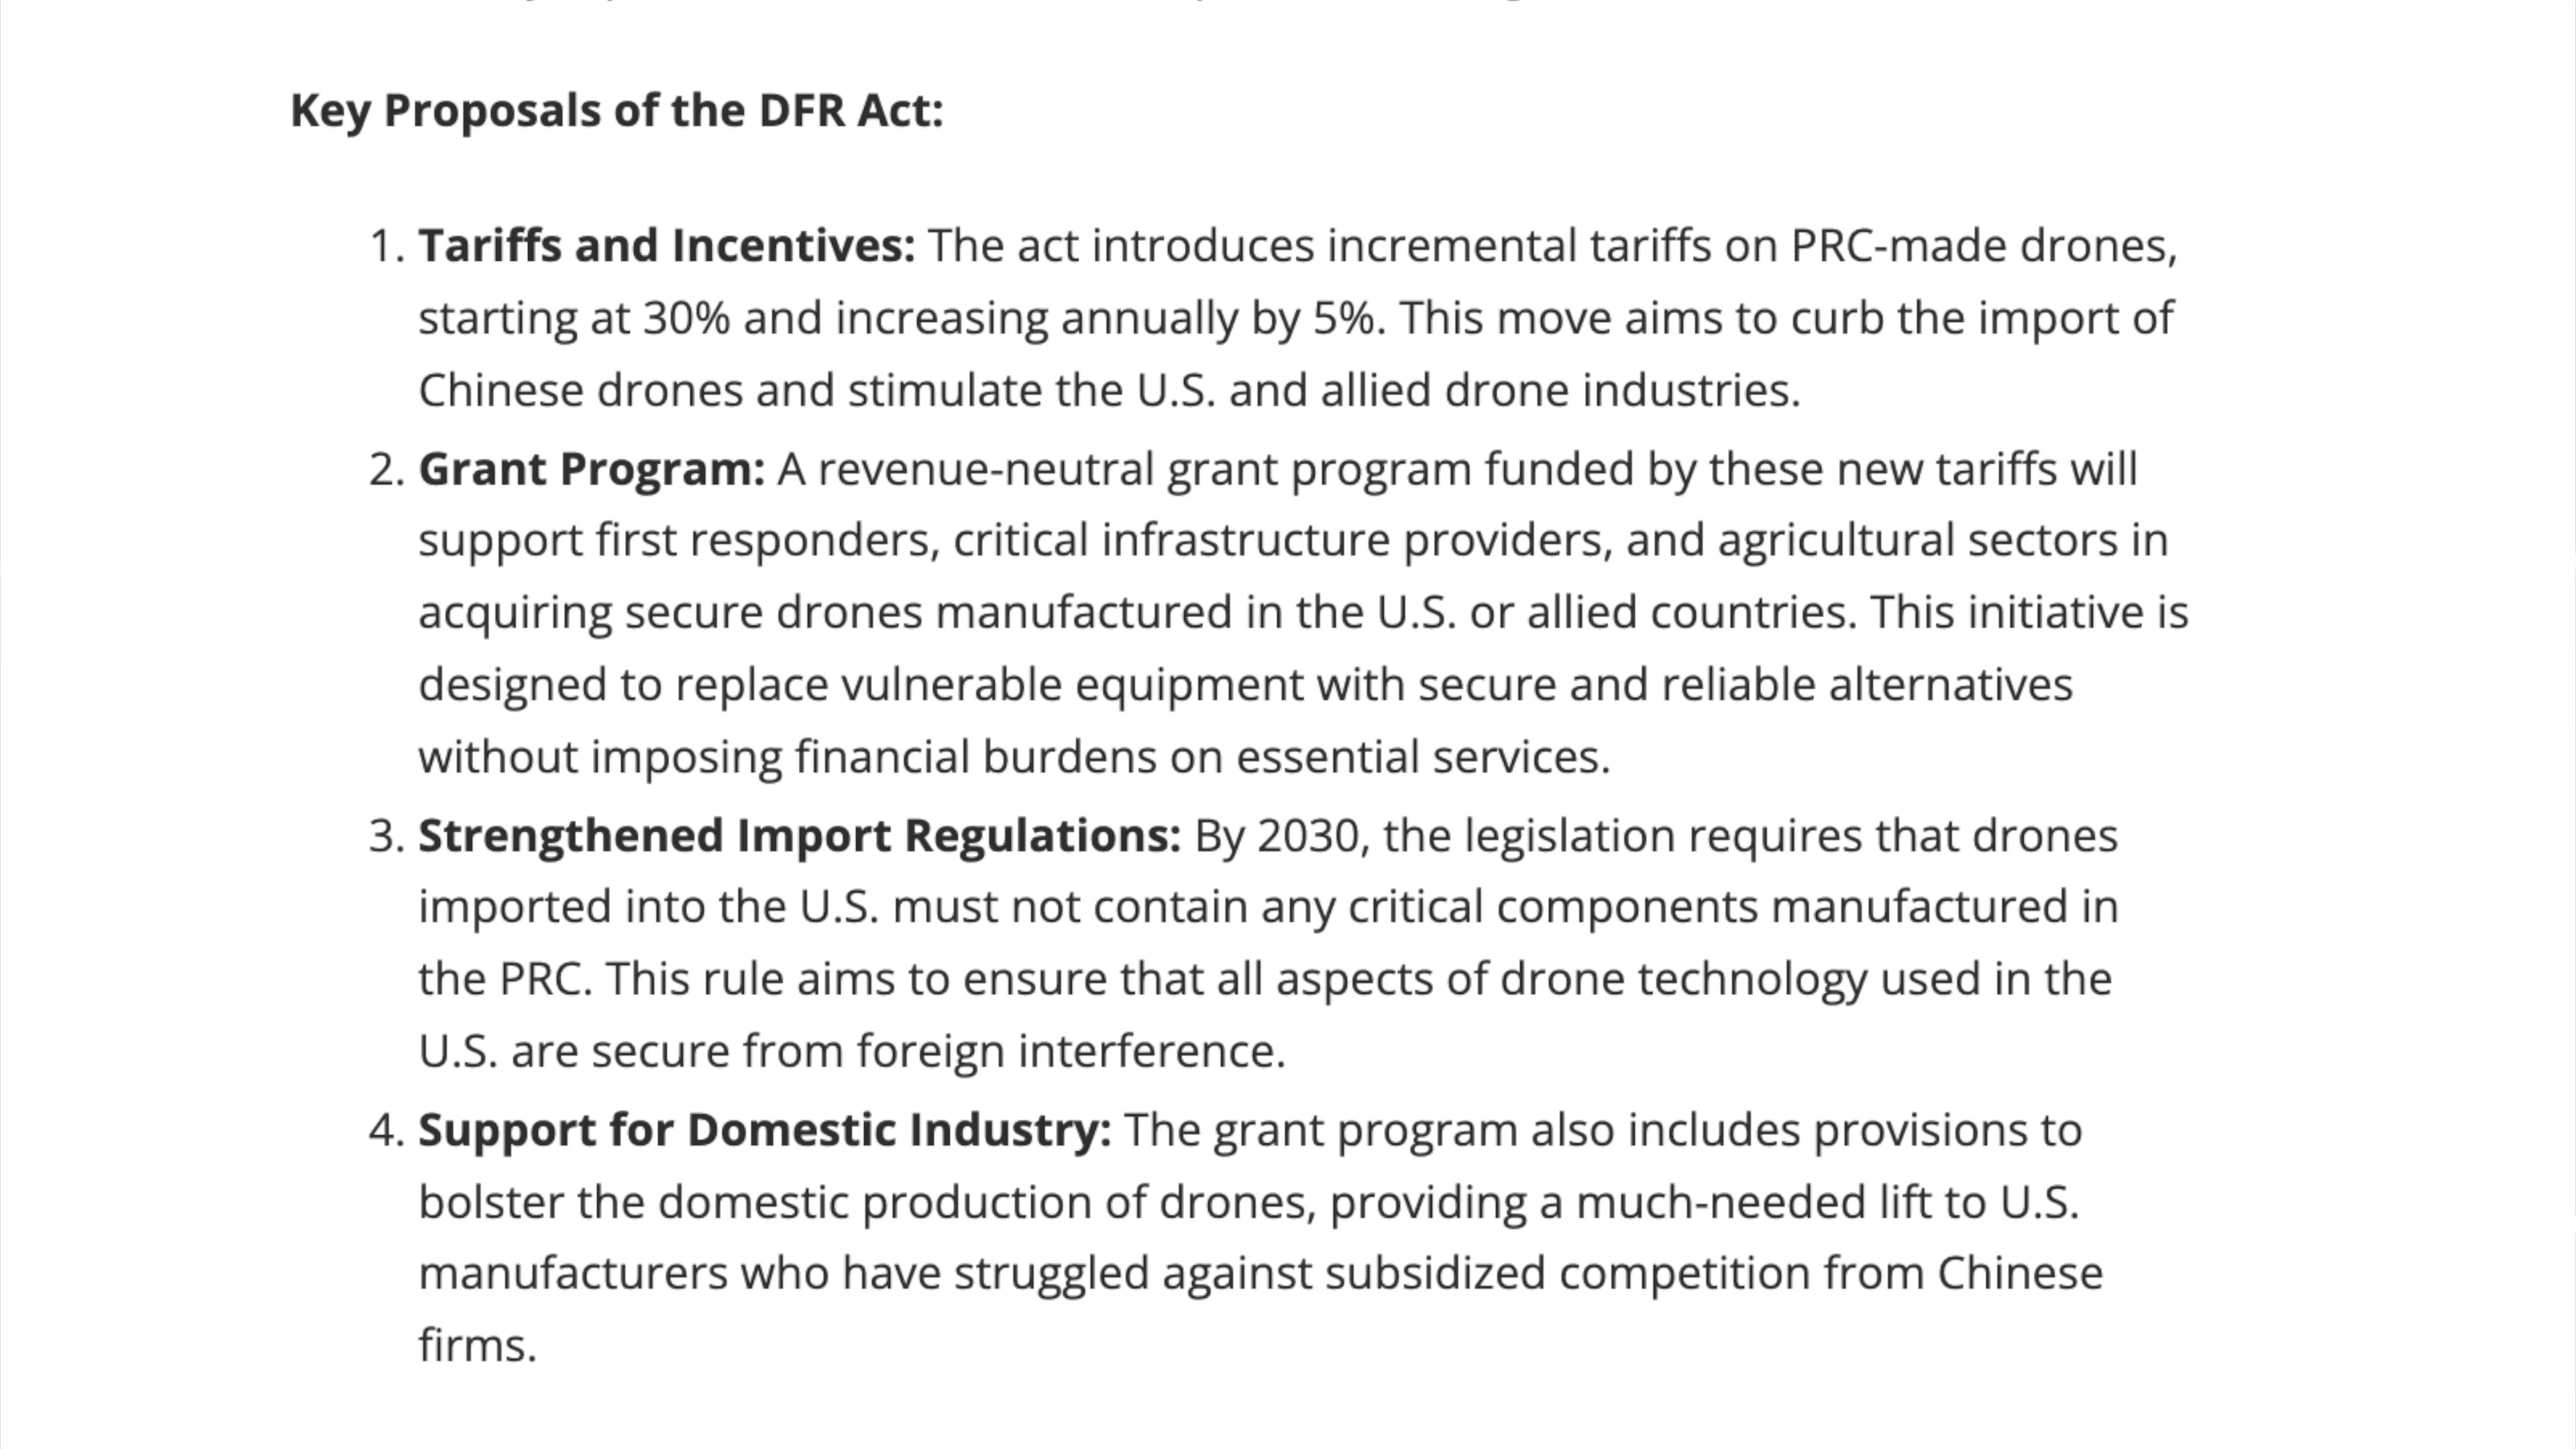 Key Proposals of the DFR Act:
1. Tariffs and Incentives: The act introduces incremental tariffs on PRC-made drones,
starting at 30% and increasing annually by 5%. This move aims to curb the import of
Chinese drones and stimulate the U.S. and allied drone industries.
2. Grant Program: A revenue-neutral grant program funded by these new tariffs will
support first responders, critical infrastructure providers, and agricultural sectors in
acquiring secure drones manufactured in the U.S. or allied countries. This initiative is
designed to replace vulnerable equipment with secure and reliable alternatives
without imposing financial burdens on essential services.
3. Strengthened Import Regulations: By 2030, the legislation requires that drones
imported into the U.S. must not contain any critical components manufactured in
the PRC. This rule aims to ensure that all aspects of drone technology used in the
U.S. are secure from foreign interference.
4. Support for Domestic Industry: The grant program also includes provisions to
bolster the domestic production of drones, providing a much-needed lift to U.S.
manufacturers who have struggled against subsidized competition from Chinese
firms.